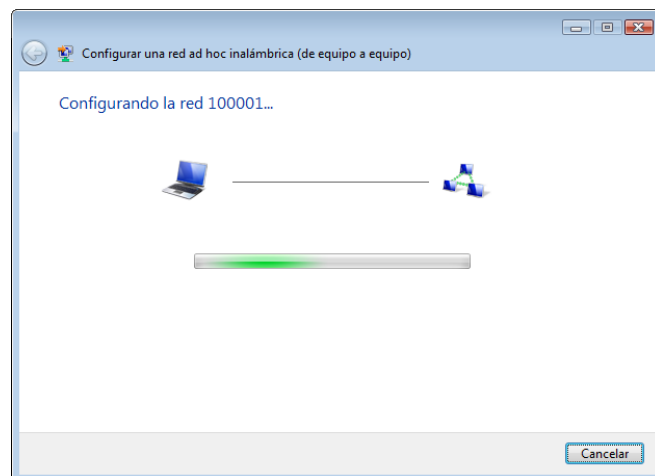 Configurar una red ad hoc inalámbrica (de equipo a equipo)
Configurando la red 100001...
Cancelar